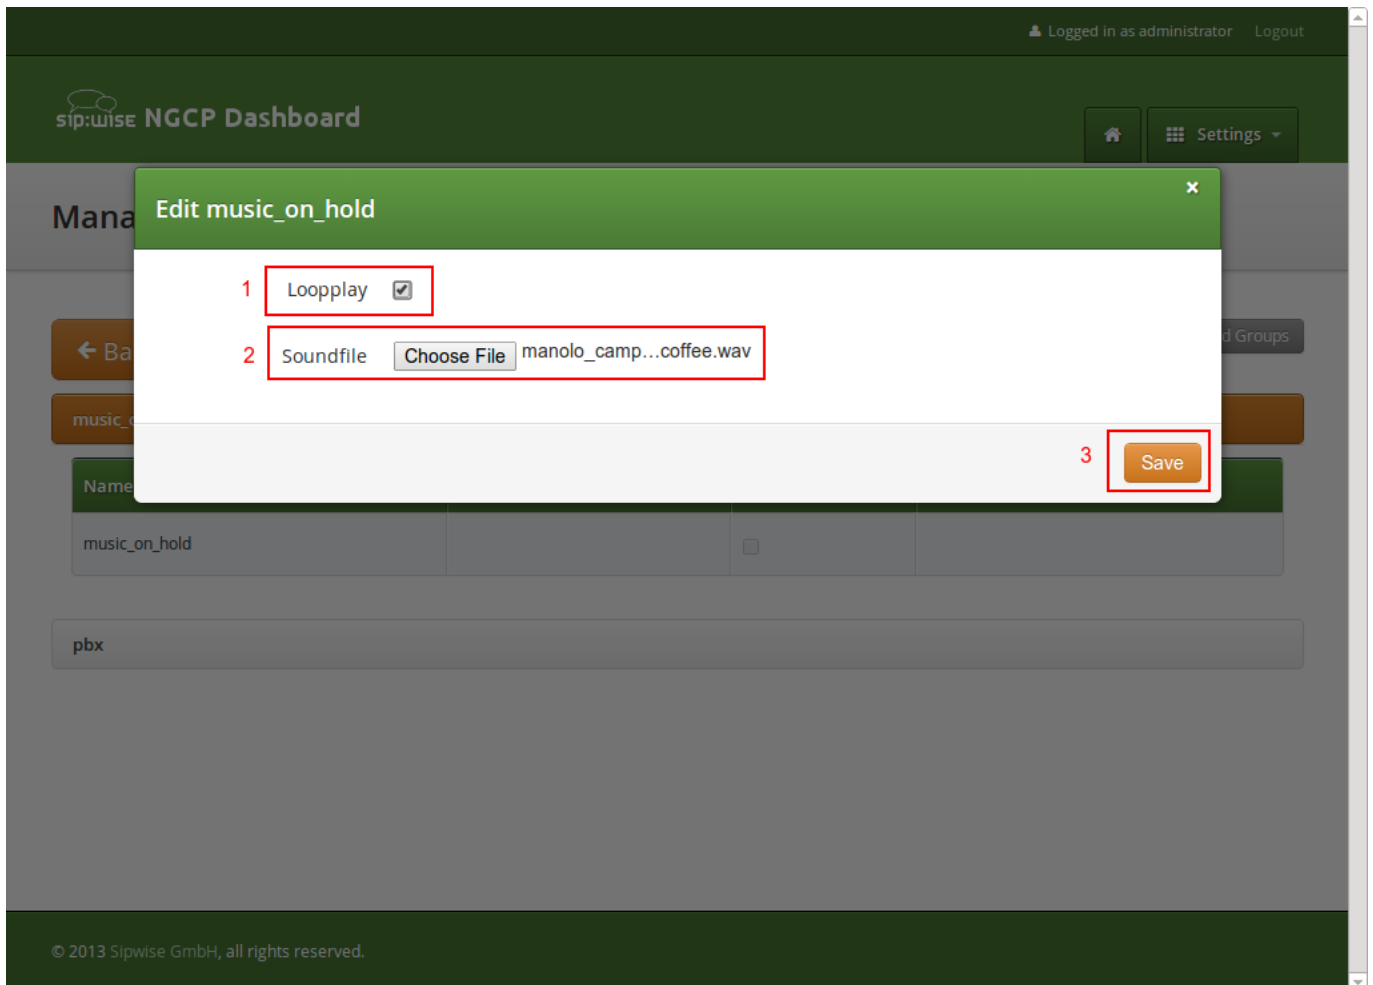 Logged in as administrator Logout
sip:wise NGCP Dashboard
Settings
Mana
Edit music_on_hold
×
1 Loopplay
2 Soundfile Choose File manolo_camp...coffee.wav
Ba
d Groups
music_o
3 Save
Name
music_on_hold
pbx
© 2013 Sipwise GmbH, all rights reserved.